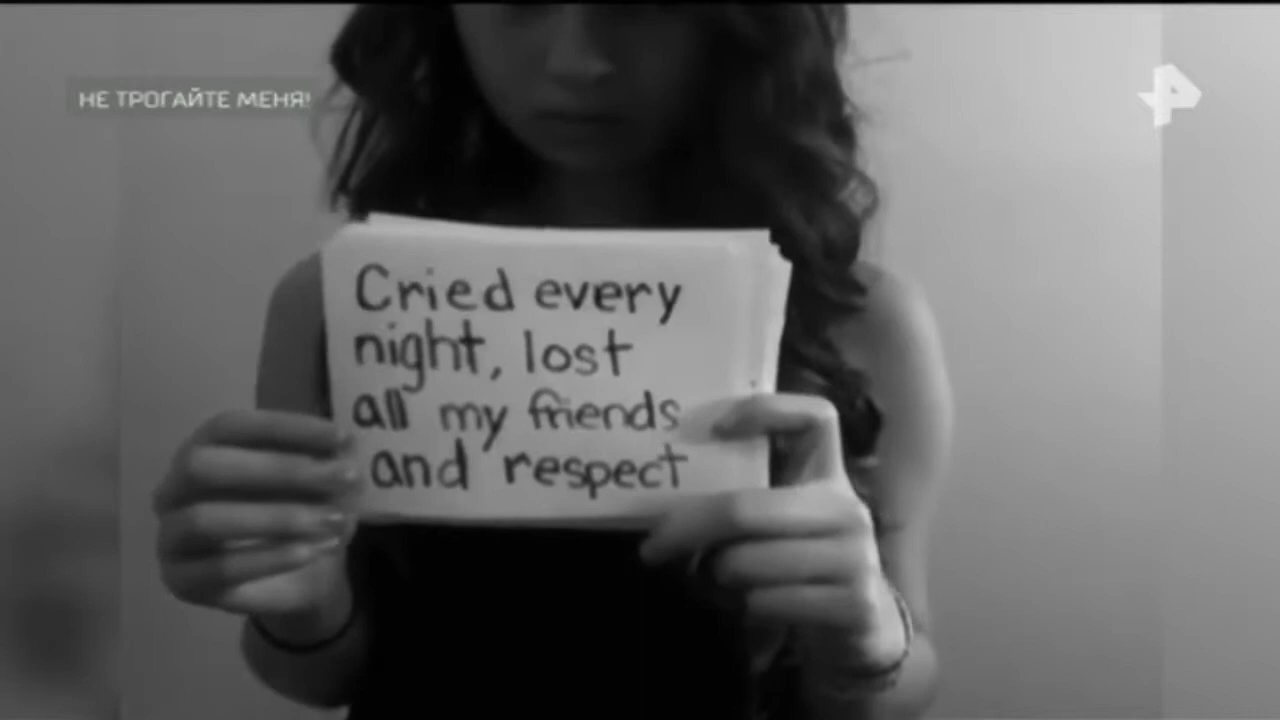 НЕ ТРОГАЙТЕ МЕНЯ!
Cried every
night, lost
all my friends
and respect